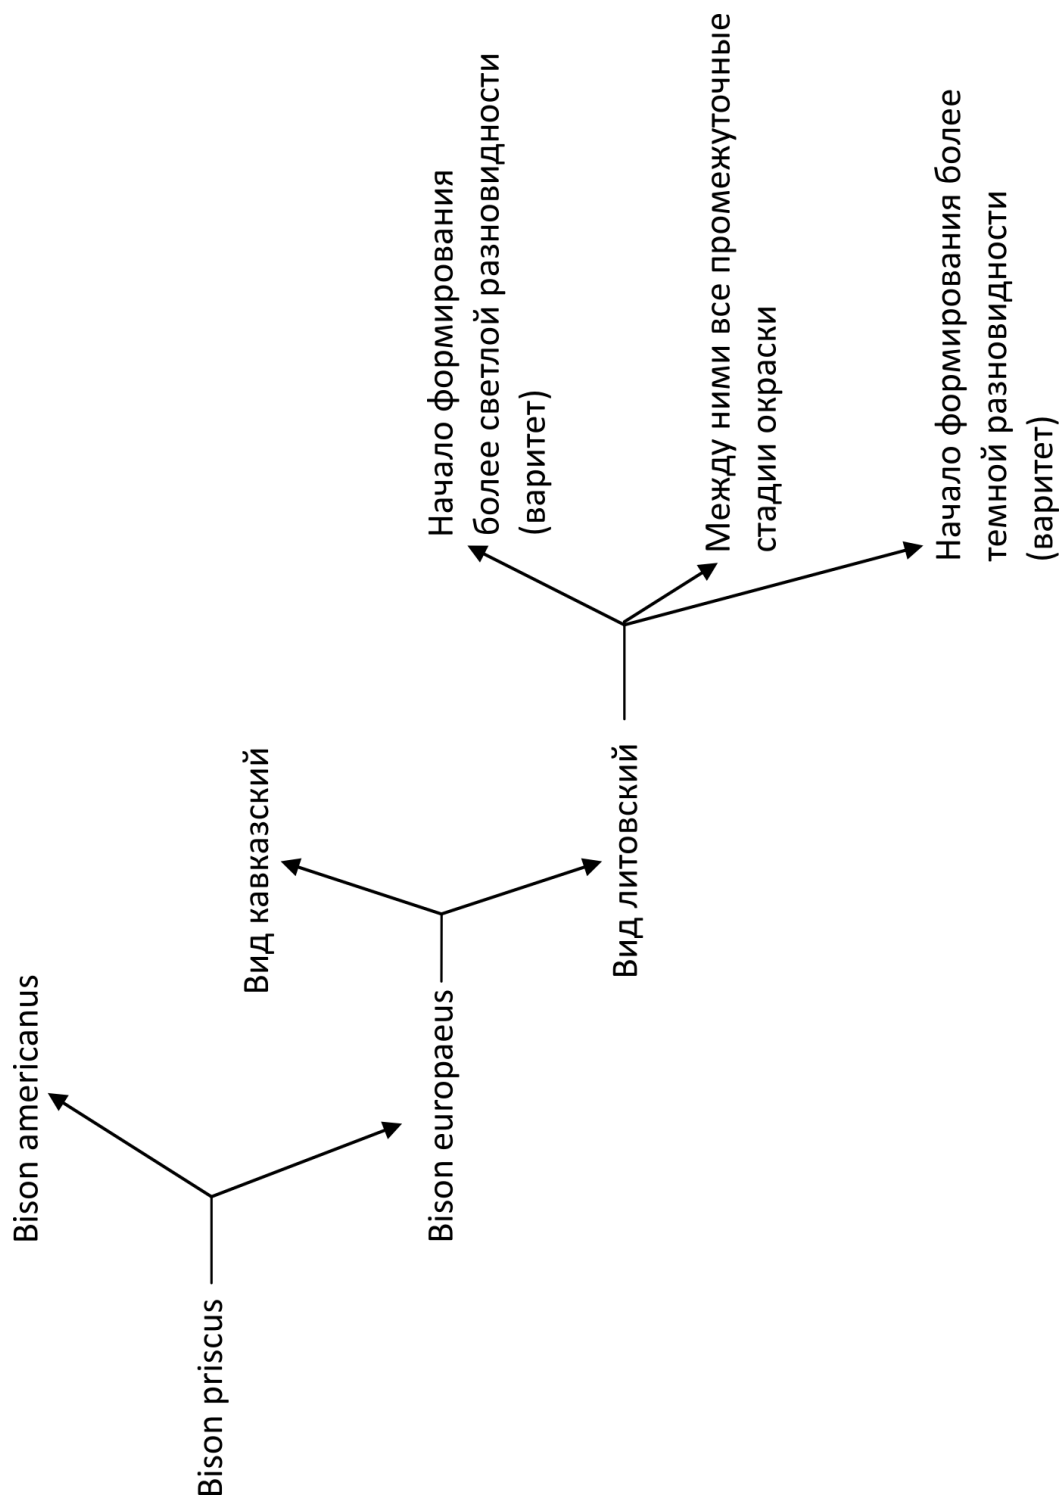 Bison priscus
Bison americanus
Bison europaeus
Вид кавказский
Вид литовский
Начало формирования
более светлой разновидности
(варитет)
Между ними все промежуточные
стадии окраски
Начало формирования более
темной разновидности
(варитет)